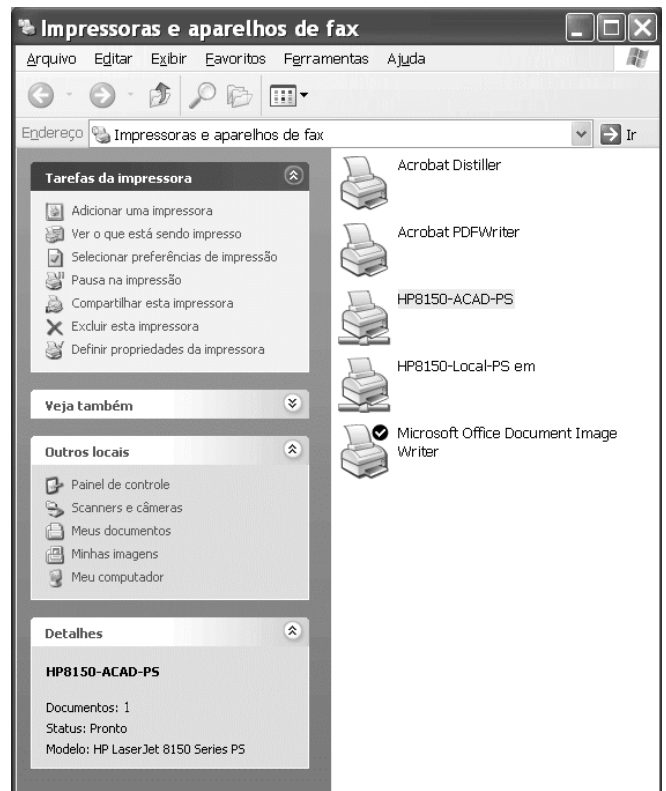 Impressoras e aparelhos de fax
Arquivo Editar Exibir Favoritos Ferramentas Ajuda
Endereço Impressoras e aparelhos de fax Ir
Tarefas da impressora
Adicionar uma impressora
Ver o que está sendo impresso
Selecionar preferências de impressão
Pausa na impressão
Compartilhar esta impressora
Excluir esta impressora
Definir propriedades da impressora
Veja também
Outros locais
Painel de controle
Scanners e câmeras
Meus documentos
Minhas imagens
Meu computador
Detalhes
HP8150-ACAD-PS
Documentos: 1
Status: Pronto
Modelo: HP LaserJet 8150 Series PS
Acrobat Distiller
Acrobat PDFWriter
HP8150-ACAD-PS
HP8150-Local-PS em
Microsoft Office Document Image
Writer